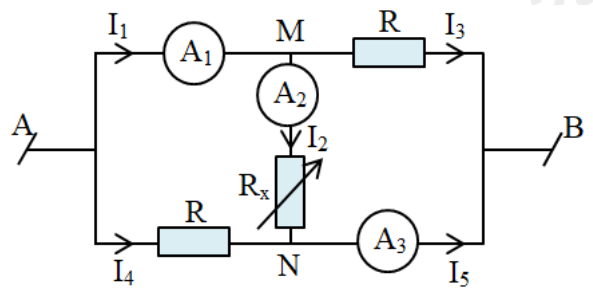 I₁ M R I₃
A₁
A A₂ B
I₂
Rₓ
R A₃
I₄ N I₅